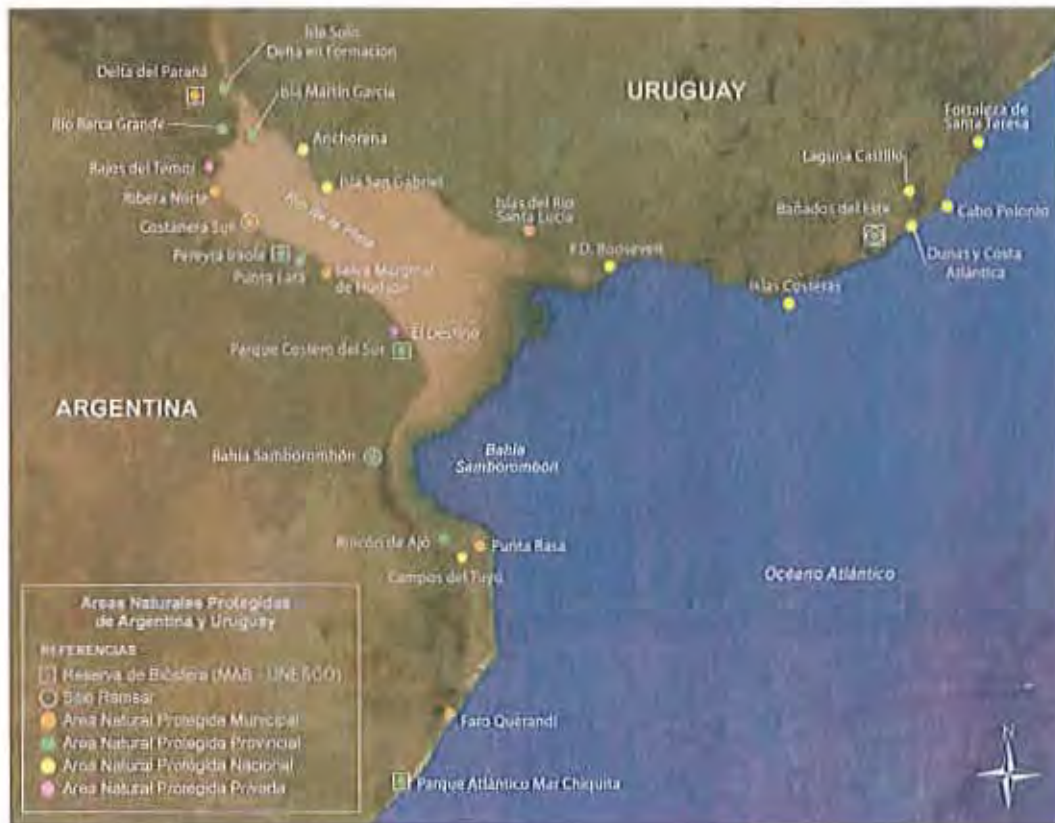 Isla Solís
Delta en Formación
Delta del Paraná
Isla Martín García
URUGUAY
Fortaleza de
Santa Teresa
Río Barca Grande
Anchorena
Laguna Castillo
Bajos del Temor
Isla San Gabriel
Ribera Norte
Río de la Plata
Islas del Río
Santa Lucía
Bañados del Este
Cabo Polonio
Costanera Sur
F.D. Roosevelt
Dunas y Costa
Atlántica
Pereyra Iraola
Punta Lara
Selva Marginal
de Hudson
Islas Costeras
El Destino
Parque Costero del Sur
ARGENTINA
Bahía Samborombón
Bahía
Samborombón
Rincón de Ajó
Punta Rasa
Campos del Tuyú
Océano Atlántico
Areas Naturales Protegidas
de Argentina y Uruguay
REFERENCIAS
Reserva de Biósfera (MAB - UNESCO)
Sitio Ramsar
Area Natural Protegida Municipal
Area Natural Protegida Provincial
Area Natural Protegida Nacional
Area Natural Protegida Privada
Faro Querandí
Parque Atlántico Mar Chiquita
N